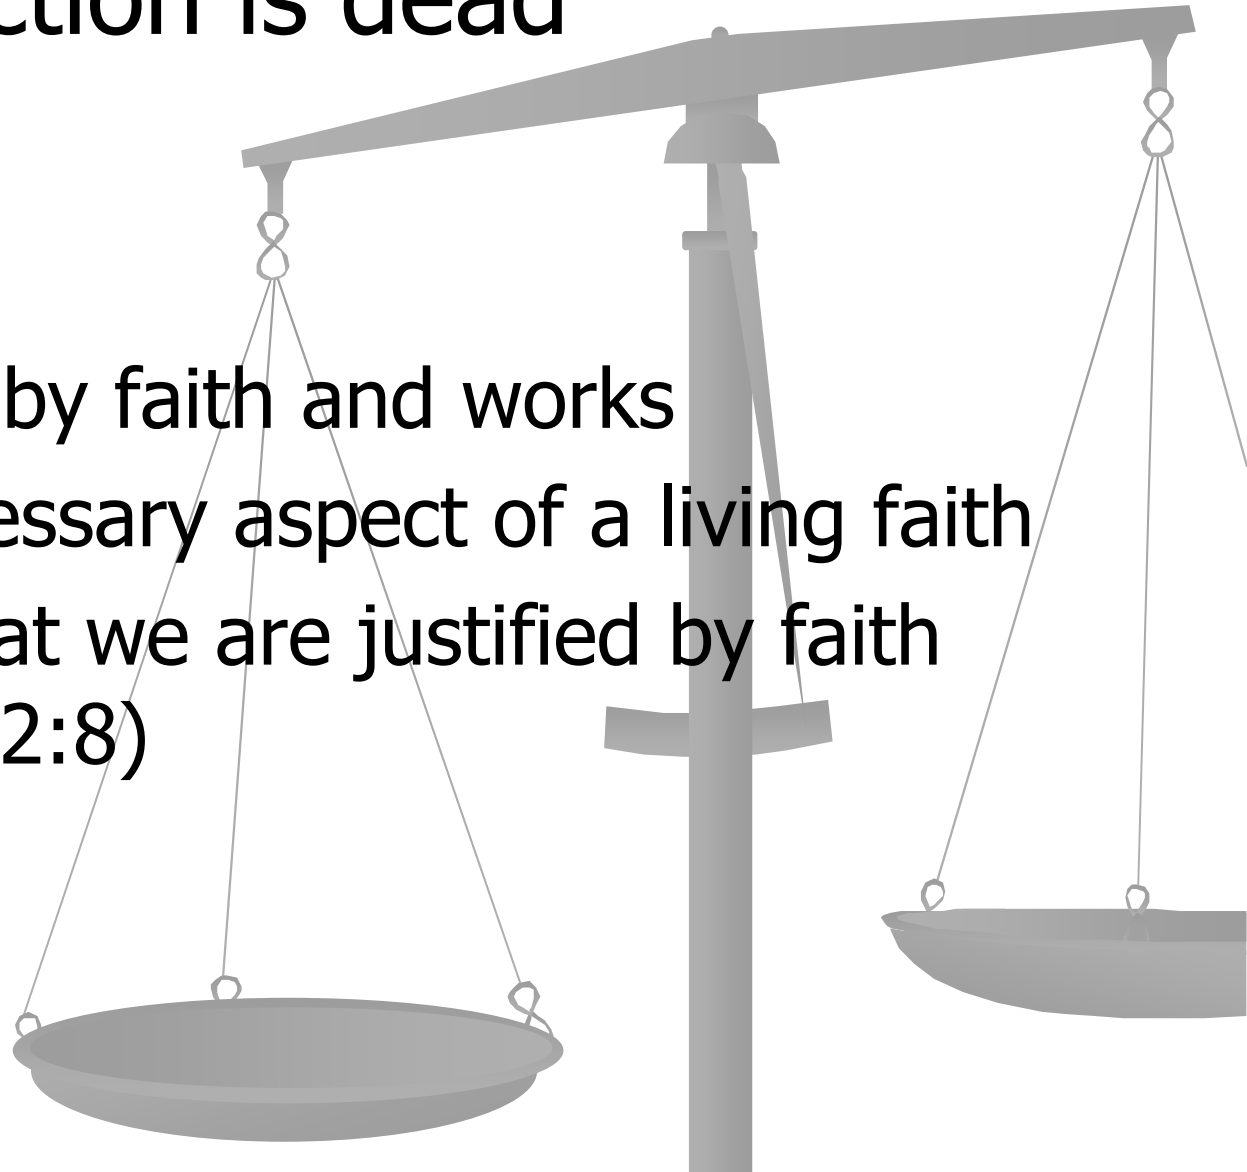 ction is dead
by faith and works
essary aspect of a living faith
at we are justified by faith
2:8)